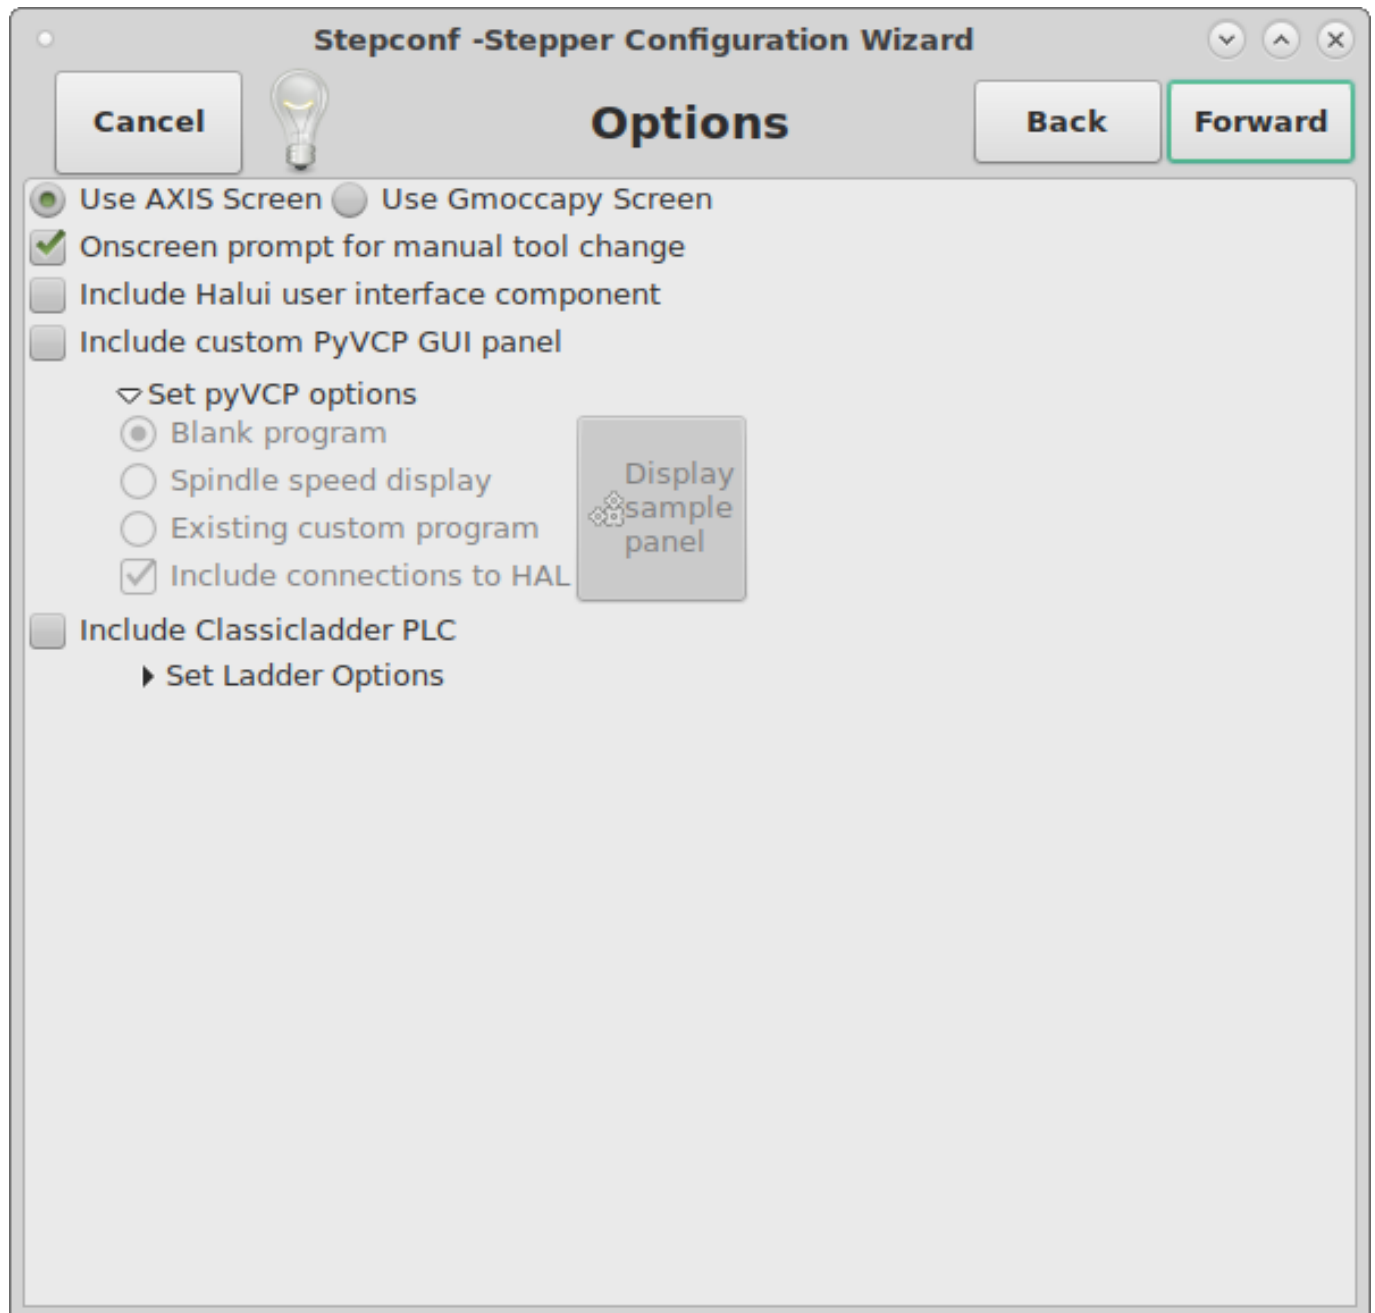 Stepconf -Stepper Configuration Wizard
Cancel
Options
Back
Forward
Use AXIS Screen
Use Gmoccapy Screen
Onscreen prompt for manual tool change
Include Halui user interface component
Include custom PyVCP GUI panel
Set pyVCP options
Blank program
Spindle speed display
Existing custom program
Include connections to HAL
Display
sample
panel
Include Classicladder PLC
Set Ladder Options